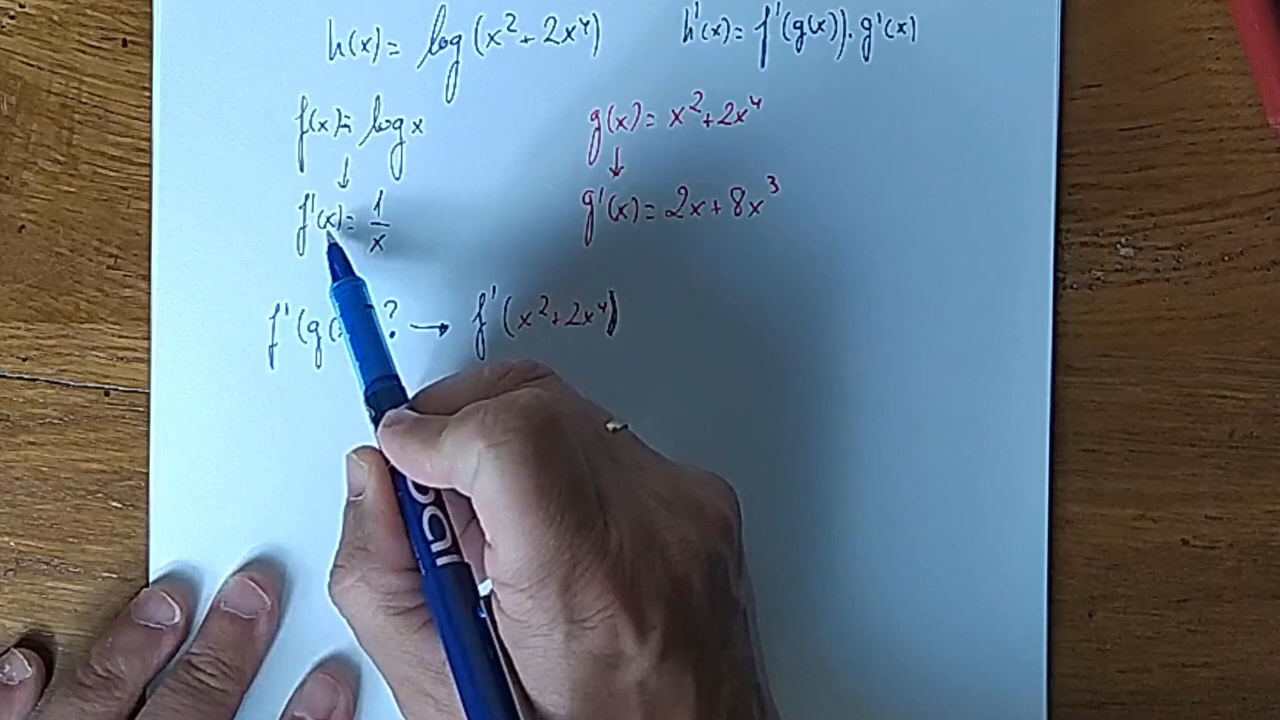 h(x) = log(x² + 2x⁴) h'(x) = f'(g(x)).g'(x)
f(x) = log x g(x) = x² + 2x⁴
↓ ↓
f'(x) = 1/x g'(x) = 2x + 8x³
f'(g( ? → f'(x² + 2x⁴)